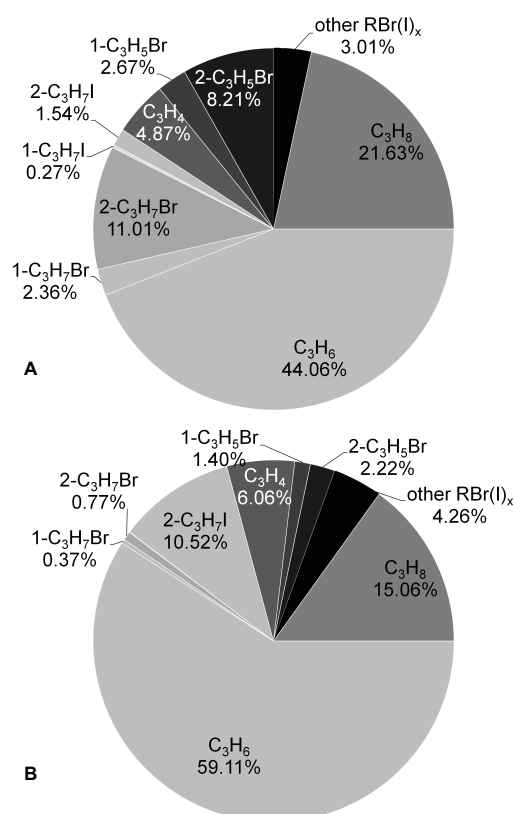 other RBr(I)ₓ
3.01%
1-C₃H₅Br
2.67%
2-C₃H₅Br
8.21%
2-C₃H₇I
1.54%
C₃H₄
4.87%
C₃H₈
21.63%
1-C₃H₇I
0.27%
2-C₃H₇Br
11.01%
1-C₃H₇Br
2.36%
C₃H₆
44.06%
A
1-C₃H₅Br
1.40%
2-C₃H₅Br
2.22%
C₃H₄
6.06%
2-C₃H₇Br
0.77%
other RBr(I)ₓ
4.26%
2-C₃H₇I
10.52%
1-C₃H₇Br
0.37%
C₃H₈
15.06%
C₃H₆
59.11%
B